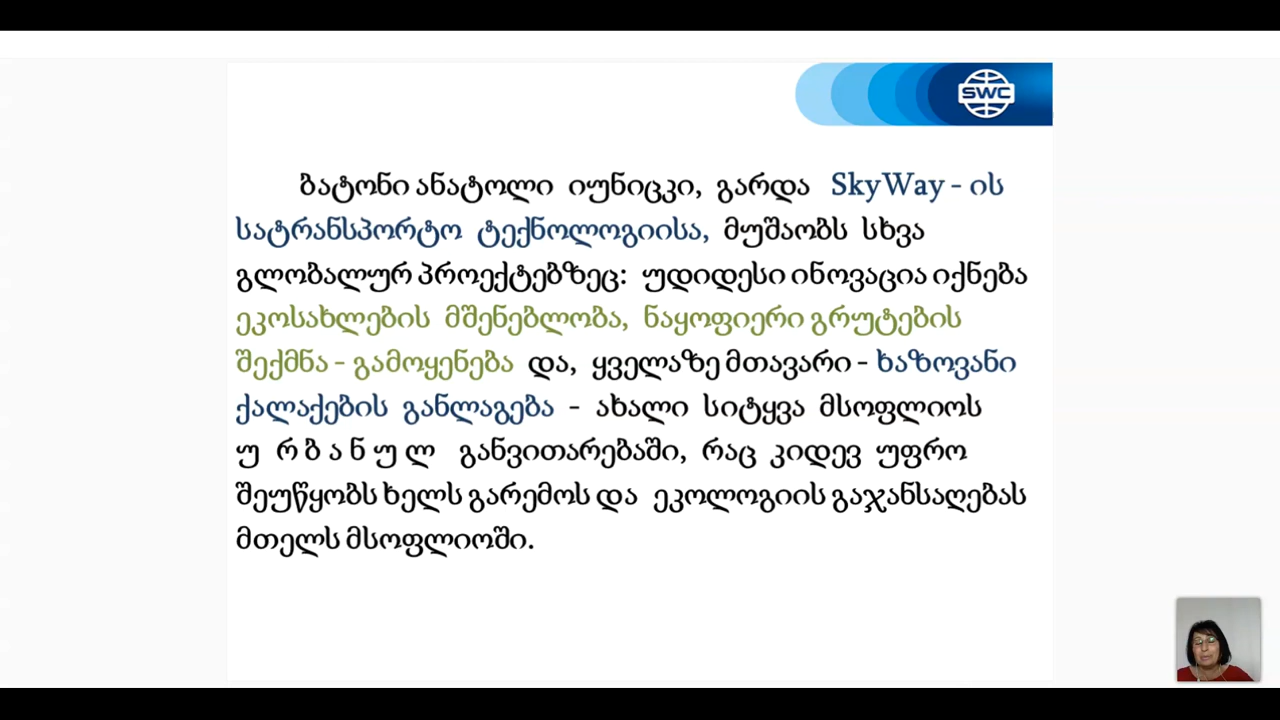 SWC
ბატონი ანატოლი იუნიცკი, გარდა SkyWay - ის
სატრანსპორტო ტექნოლოგიისა, მუშაობს სხვა
გლობალურ პროექტებზეც: უდიდესი ინოვაცია იქნება
ეკოსახლების მშენებლობა, ნაყოფიერი გრუტების
შექმნა - გამოყენება და, ყველაზე მთავარი - ხაზოვანი
ქალაქების განლაგება - ახალი სიტყვა მსოფლიოს
უ რ ბ ა ნ უ ლ განვითარებაში, რაც კიდევ უფრო
შეუწყობს ხელს გარემოს და ეკოლოგიის გაჯანსაღებას
მთელს მსოფლიოში.